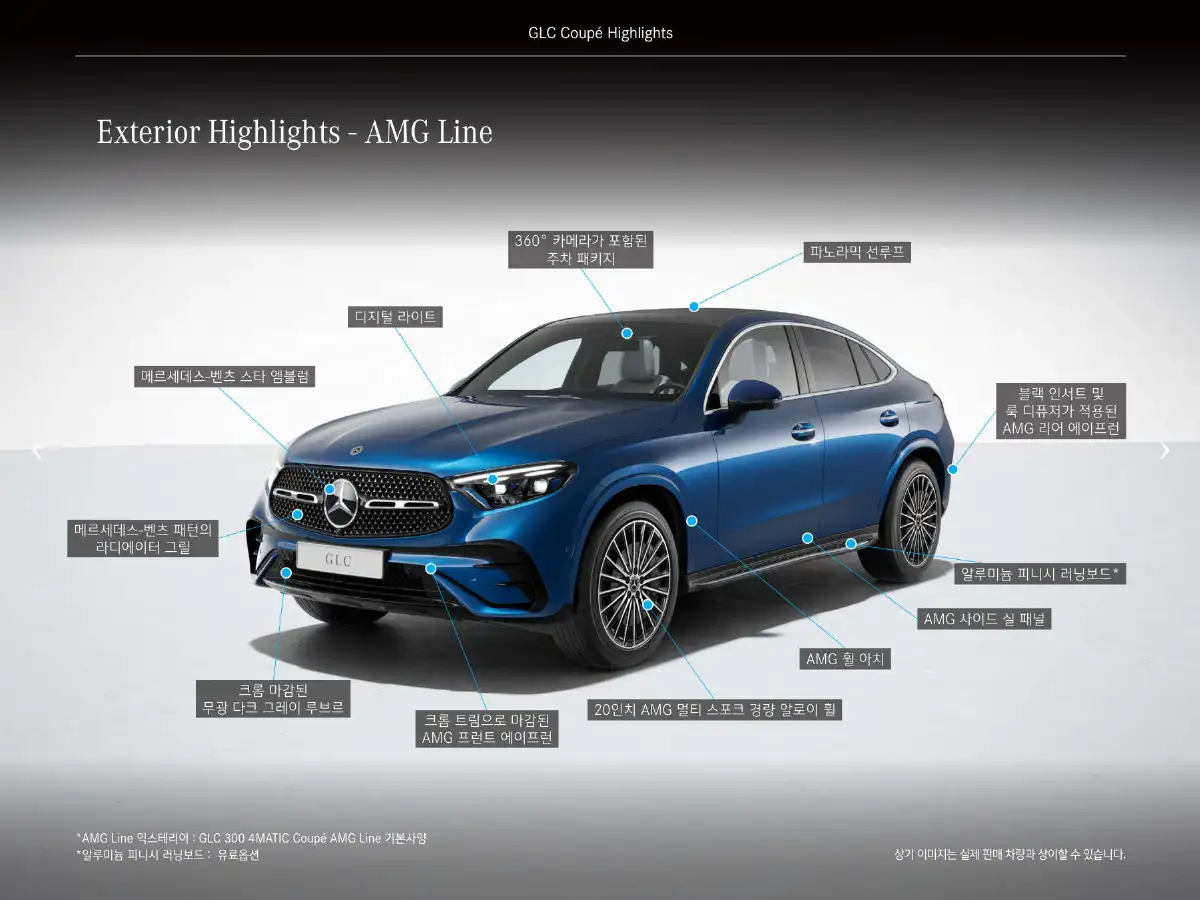 GLC Coupé Highlights
Exterior Highlights - AMG Line
360° 카메라가 포함된
주차 패키지
파노라믹 선루프
디지털 라이트
메르세데스-벤츠 스타 엠블럼
블랙 인서트 및
룩 디퓨저가 적용된
AMG 리어 에이프런
메르세데스-벤츠 패턴의
라디에이터 그릴
GLC
알루미늄 피니시 러닝보드*
AMG 사이드 실 패널
AMG 휠 아치
크롬 마감된
무광 다크 그레이 루브르
20인치 AMG 멀티 스포크 경량 알로이 휠
크롬 트림으로 마감된
AMG 프런트 에이프런
*AMG Line 익스테리어 : GLC 300 4MATIC Coupé AMG Line 기본사양
*알루미늄 피니시 러닝보드 : 유료옵션
상기 이미지는 실제 판매 차량과 상이할 수 있습니다.